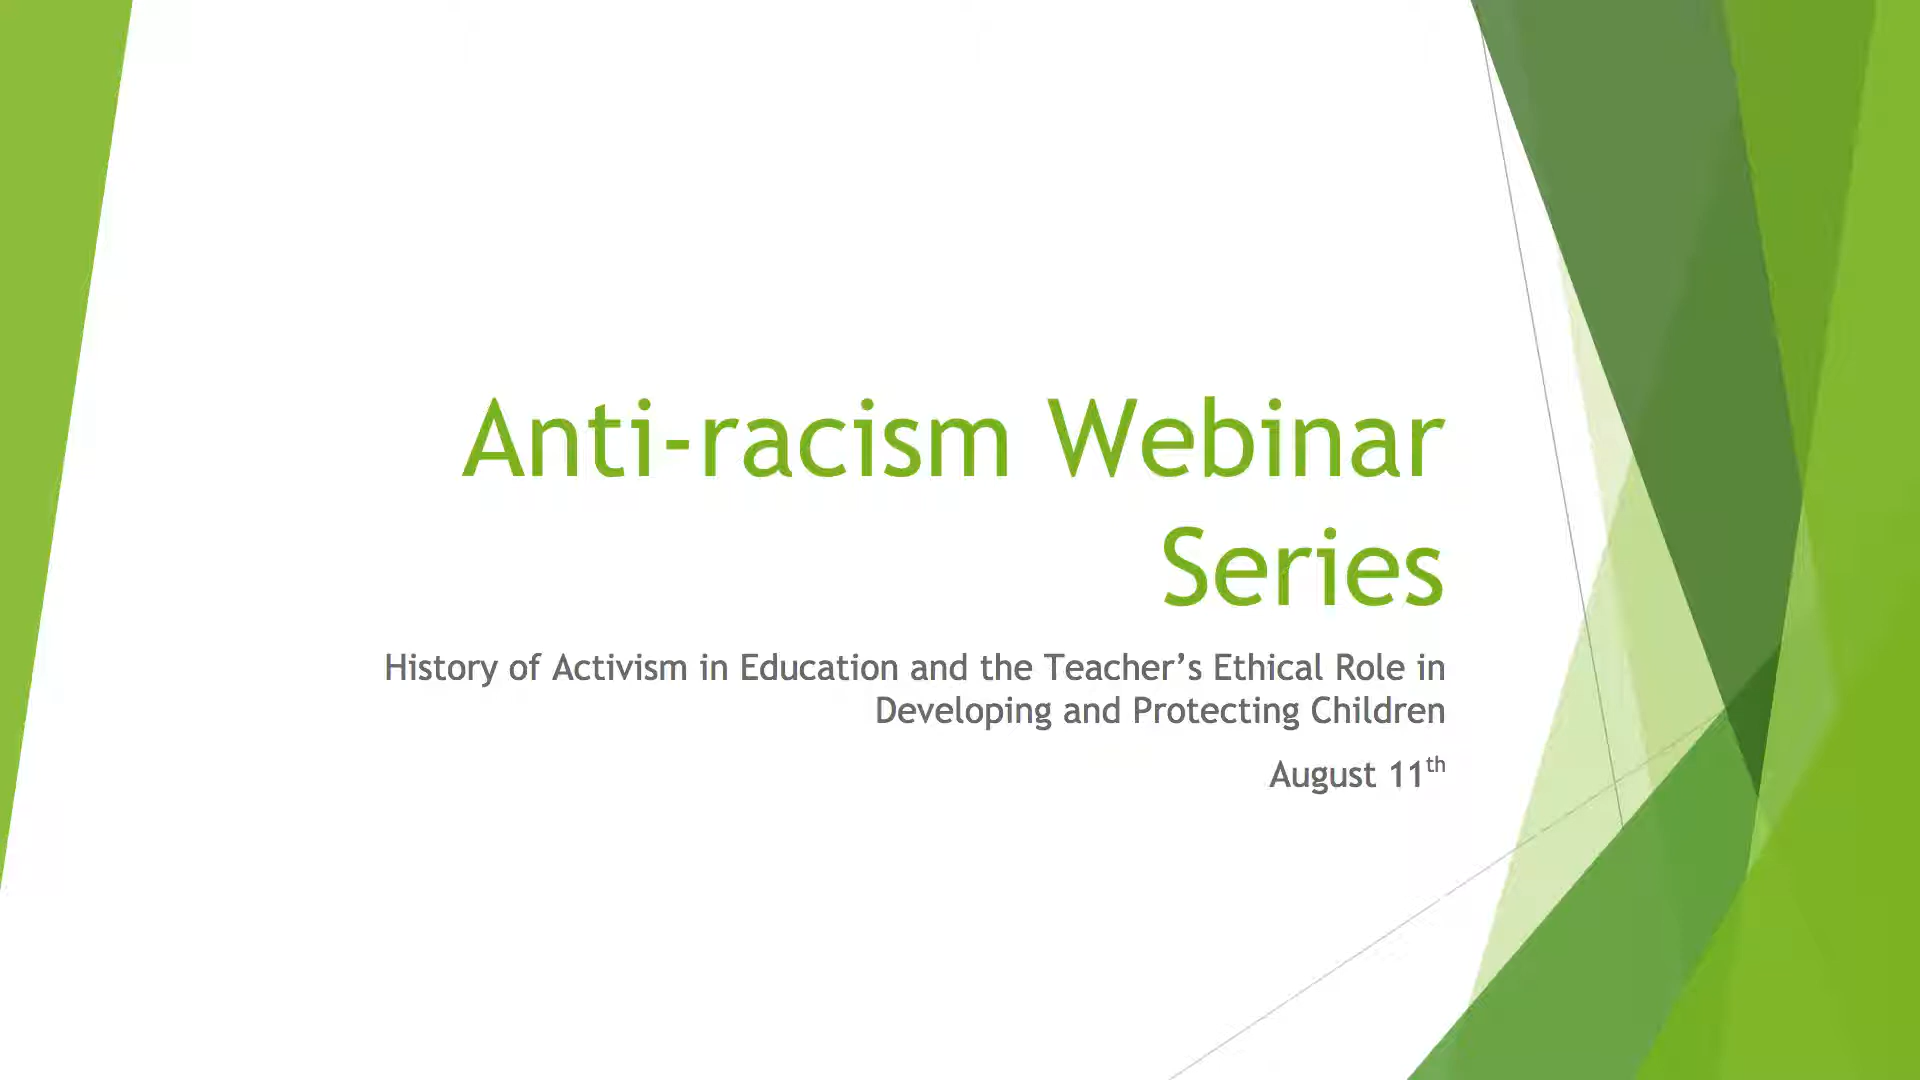 Anti-racism Webinar
Series
History of Activism in Education and the Teacher’s Ethical Role in
Developing and Protecting Children
August 11th